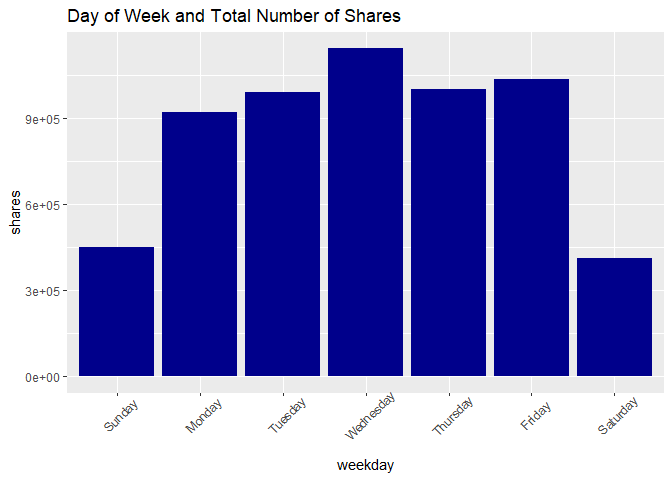 Day of Week and Total Number of Shares
shares
9e+05
6e+05
3e+05
0e+00
Sunday
Monday
Tuesday
Wednesday
Thursday
Friday
Saturday
weekday